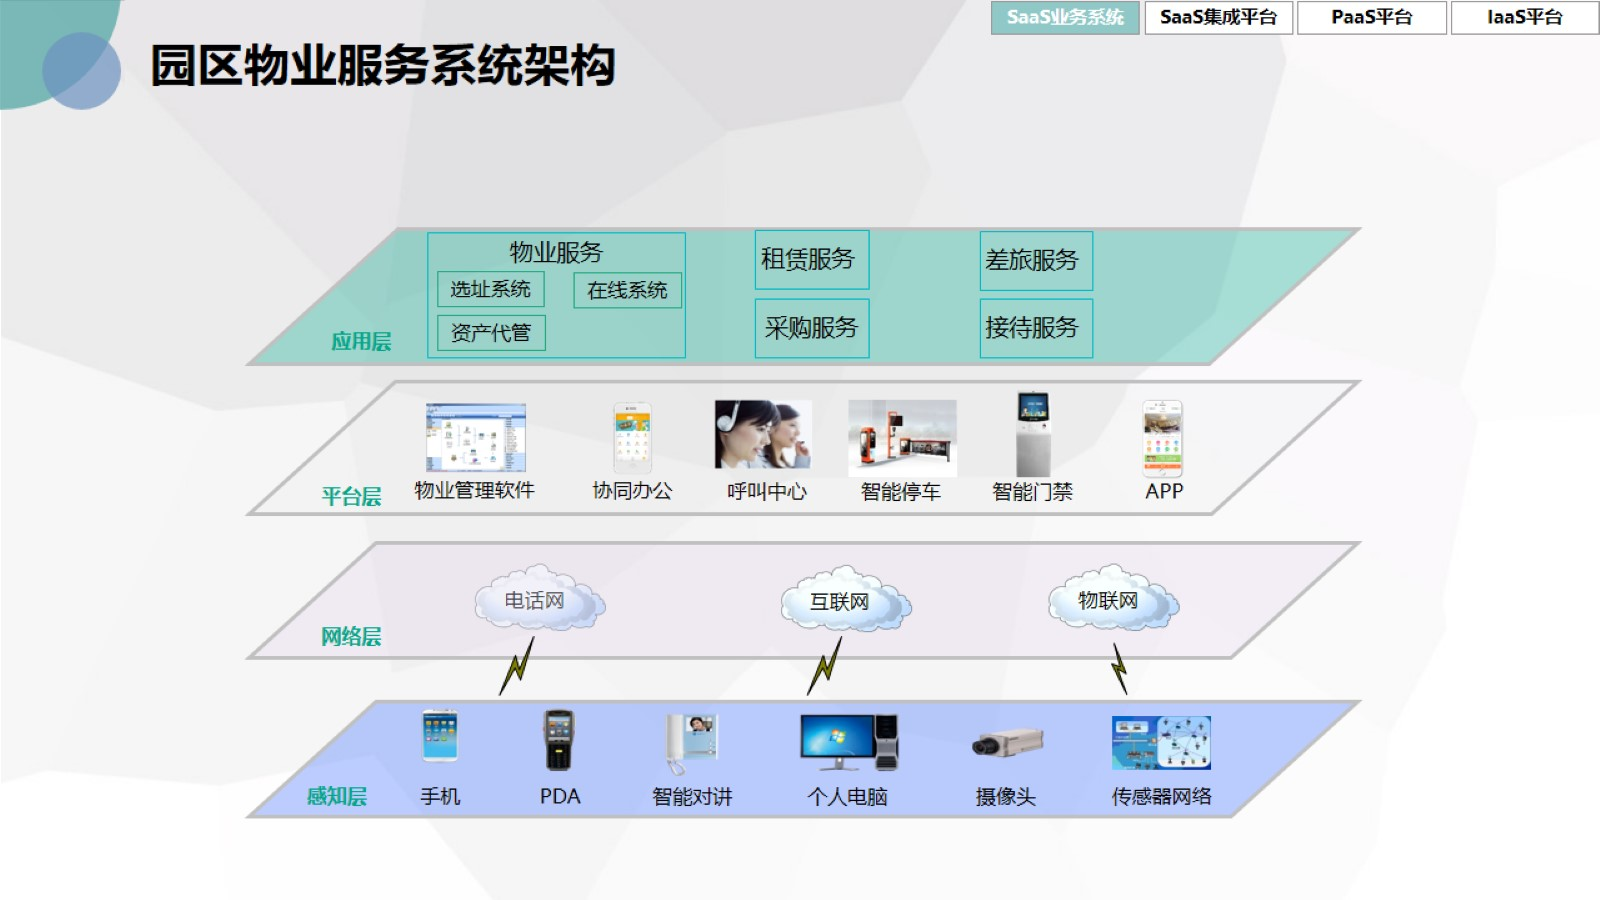 SaaS业务系统
SaaS集成平台
PaaS平台
IaaS平台
园区物业服务系统架构
物业服务
选址系统
在线系统
资产代管
租赁服务
采购服务
差旅服务
接待服务
应用层
物业管理软件
协同办公
呼叫中心
智能停车
智能门禁
APP
平台层
电话网
互联网
物联网
网络层
感知层
手机
PDA
智能对讲
个人电脑
摄像头
传感器网络